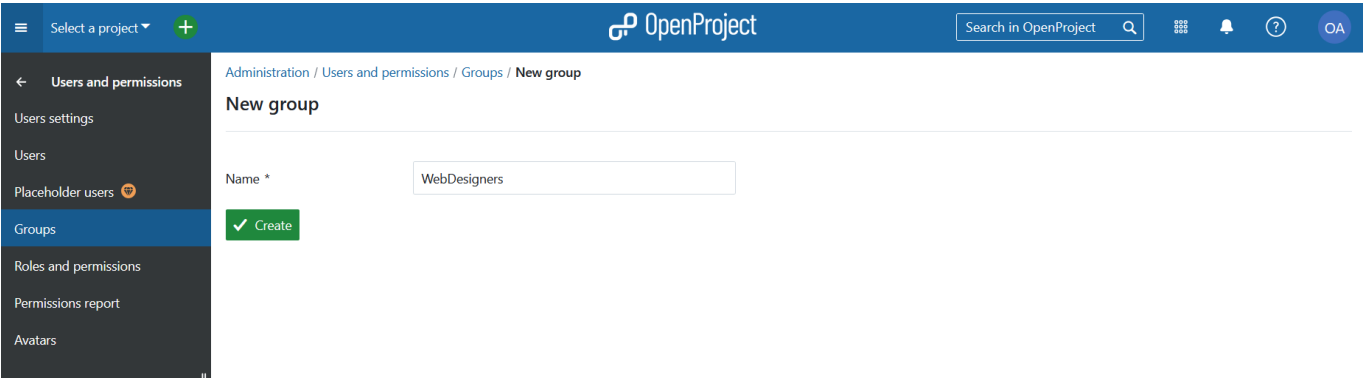 Select a project
OpenProject
Search in OpenProject
OA
Users and permissions
Users settings
Users
Placeholder users
Groups
Roles and permissions
Permissions report
Avatars
Administration / Users and permissions / Groups / New group
New group
Name *
WebDesigners
Create